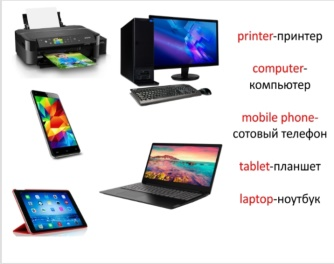 printer-принтер
computer-
компьютер
mobile phone-
сотовый телефон
tablet-планшет
laptop-ноутбук